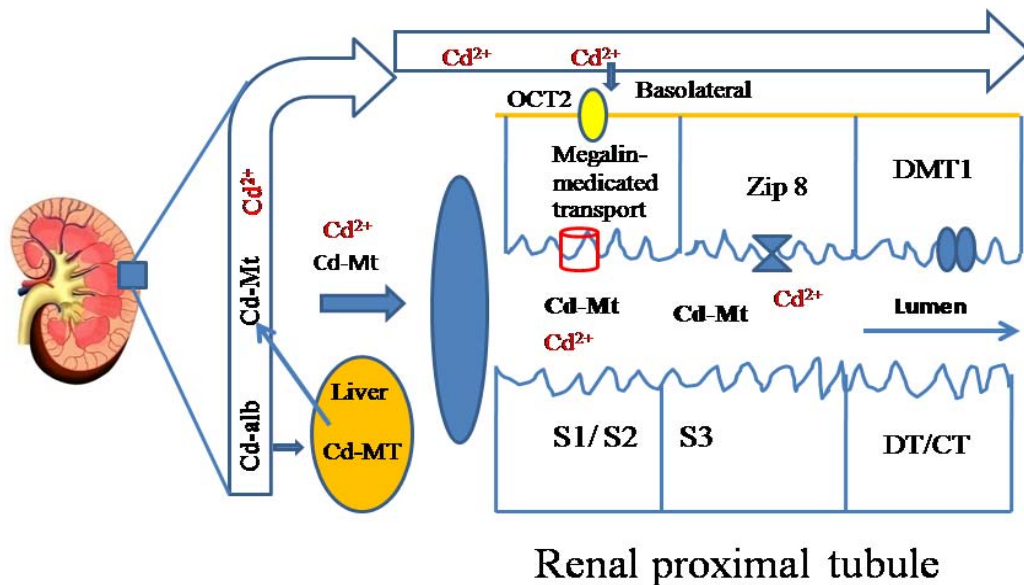 Cd2+
Cd2+
OCT2
Basolateral
Megalin-
medicated
transport
Zip 8
DMT1
Cd2+
Cd-Mt
Cd-alb
Cd2+
Cd-Mt
Liver
Cd-MT
Cd-Mt
Cd2+
Cd-Mt
Cd2+
Lumen
S1/ S2
S3
DT/CT
Renal proximal tubule